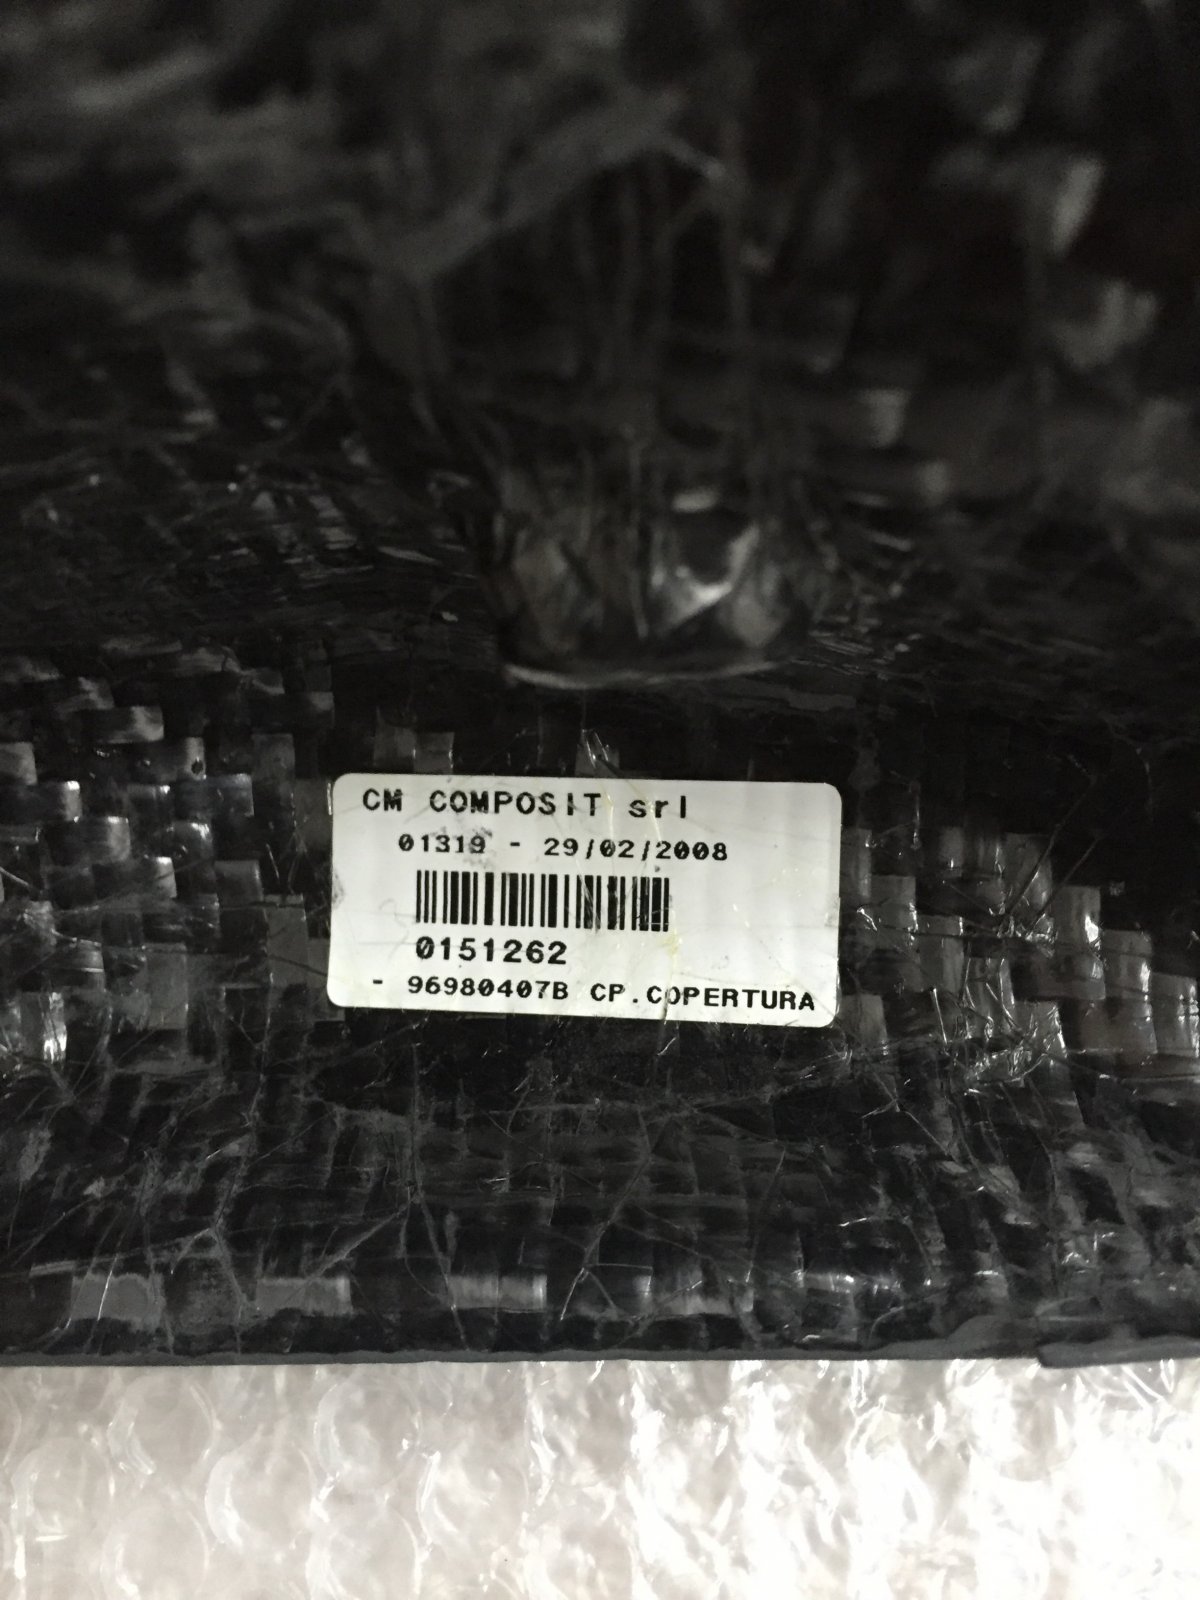 CM COMPOSIT srl
01319 - 29/02/2008
0151262
- 96980407B CP.COPERTURA